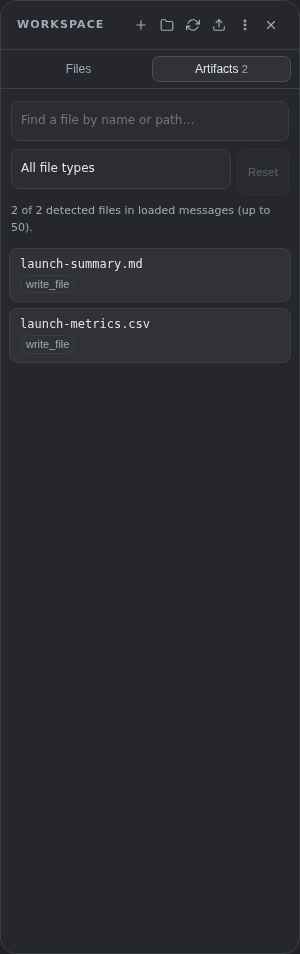 WORKSPACE
Files
Artifacts 2
Find a file by name or path…
All file types
Reset
2 of 2 detected files in loaded messages (up to
50).
launch-summary.md
write_file
launch-metrics.csv
write_file